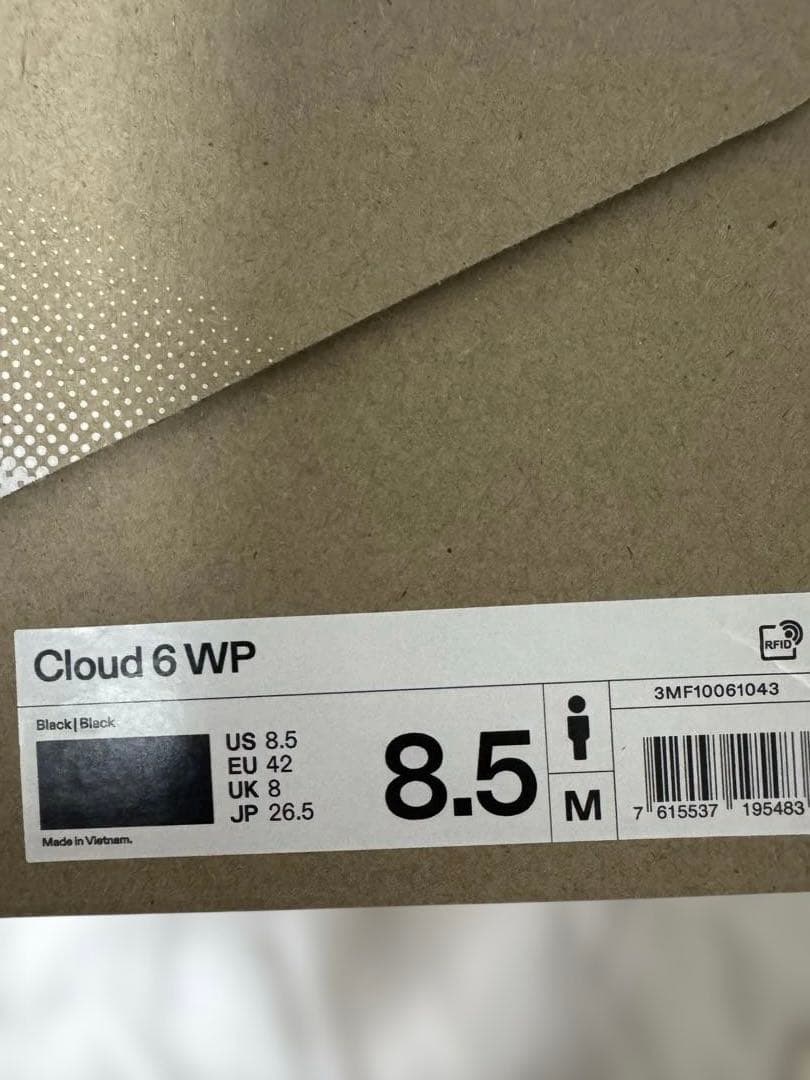 Cloud 6 WP
RFID
3MF10061043
Black|Black
US 8.5
EU 42
UK 8
JP 26.5
8.5
M
7 615537 195483
Made in Vietnam.